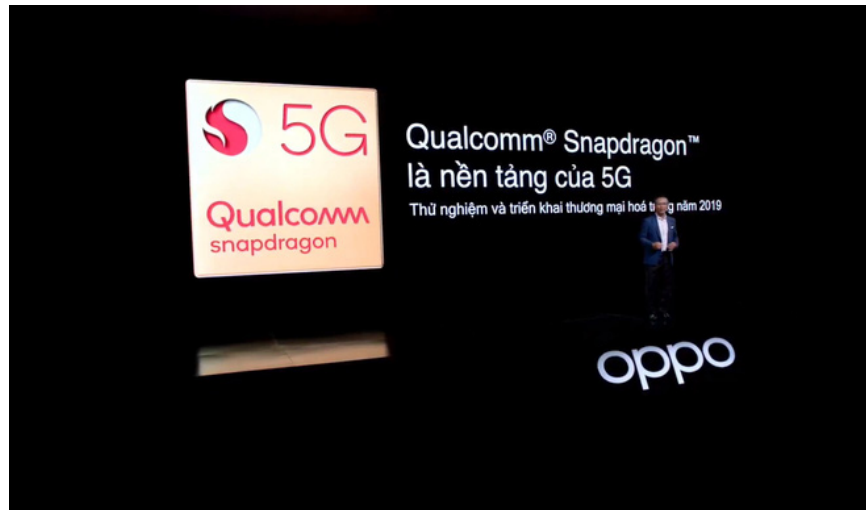 5G
Qualcomm
snapdragon
Qualcomm® Snapdragon™
là nền tảng của 5G
Thử nghiệm và triển khai thương mại hoá trong năm 2019
oppo